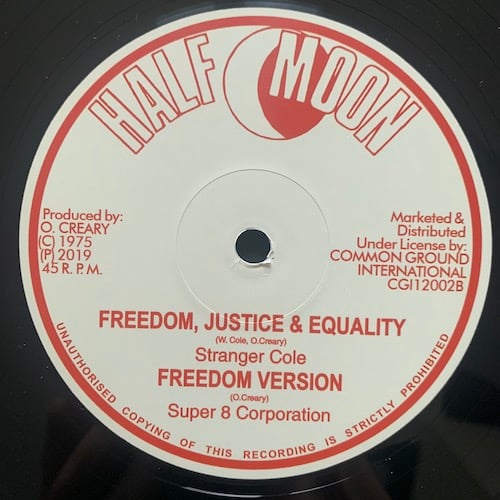 HALF MOON
Produced by:
O. CREARY
(C) 1975
(P) 2019
45 R. P. M.
Marketed &
Distributed
Under License by:
COMMON GROUND
INTERNATIONAL
CGI12002B
FREEDOM, JUSTICE & EQUALITY
(W. Cole, O.Creary)
Stranger Cole
FREEDOM VERSION
(O.Creary)
Super 8 Corporation
UNAUTHORISED COPYING OF THIS RECORDING IS STRICTLY PROHIBITED